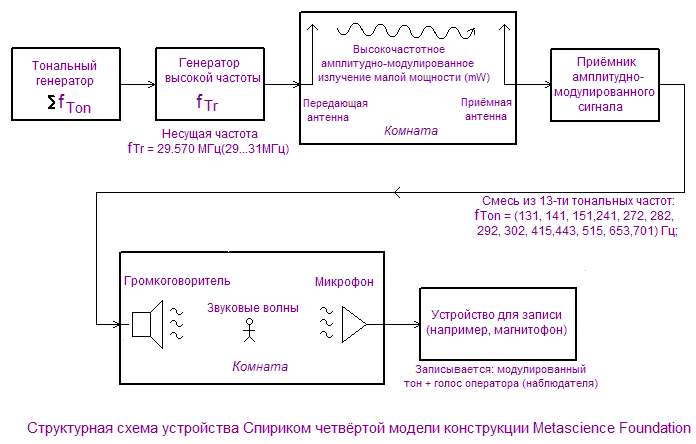 Тональный
генератор
∑fTon
Генератор
высокой частоты
fTr
Несущая частота
fTr = 29.570 МГц(29...31МГц)
Высокочастотное
амплитудно-модулированное
излучение малой мощности (mW)
Передающая
антенна
Приёмная
антенна
Комната
Приёмник
амплитудно-
модулированного
сигнала
Смесь из 13-ти тональных частот:
fTon = (131, 141, 151,241, 272, 282,
292, 302, 415,443, 515, 653,701) Гц;
Громкоговоритель
Звуковые волны
Микрофон
Комната
Устройство для записи
(например, магнитофон)
Записывается: модулированный
тон + голос оператора (наблюдателя)
Структурная схема устройства Спириком четвёртой модели конструкции Metascience Foundation